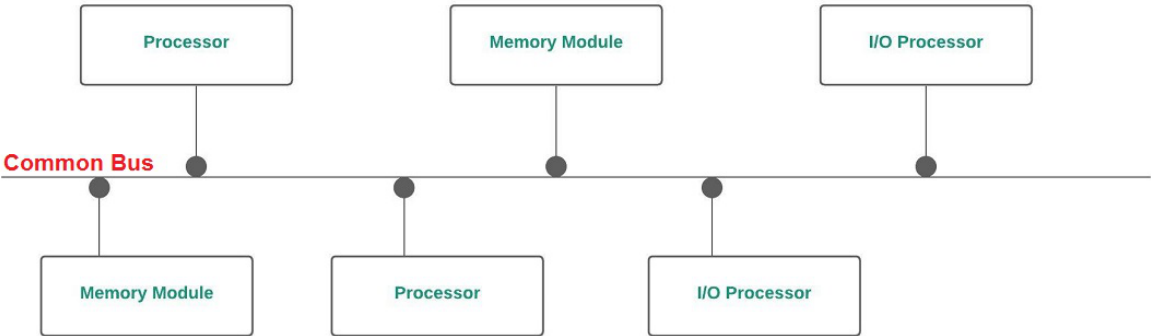 Processor
Memory Module
I/O Processor
Common Bus
Memory Module
Processor
I/O Processor